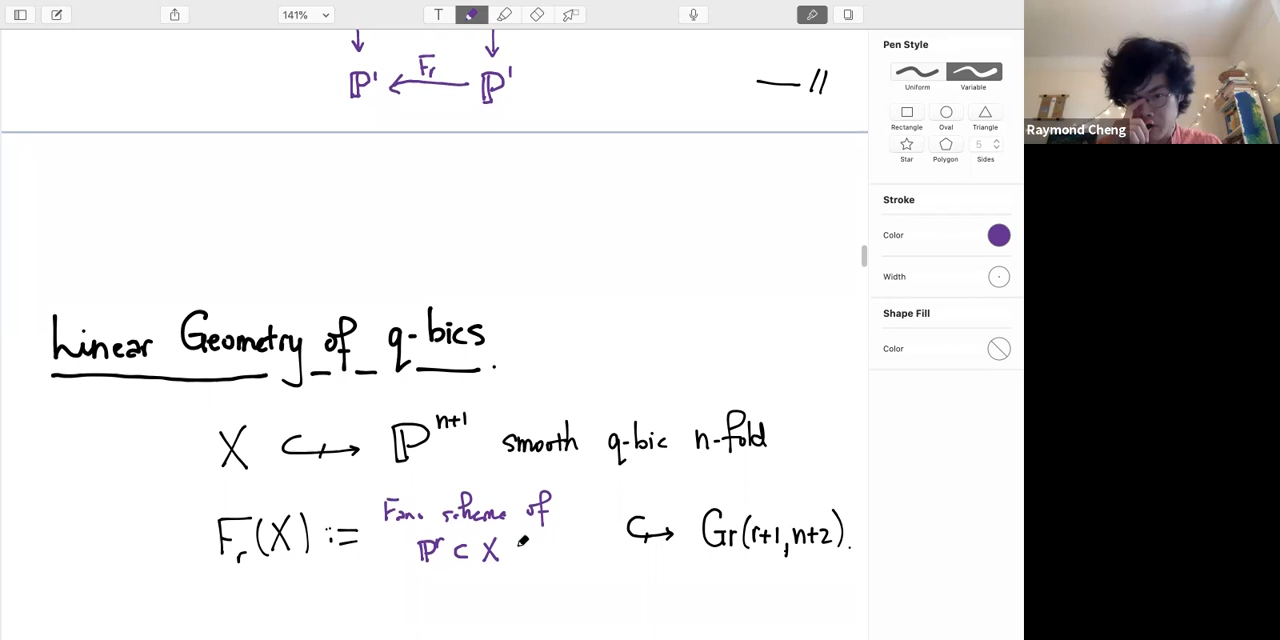 141%
T
ℙ¹ ← Fr ℙ¹
— //
Linear Geometry of q-bics.
X ↪ ℙⁿ⁺¹ smooth q-bic n-fold
Fᵣ(X) := Fano scheme of ↪ Gr(r+1, n+2).
ℙʳ ⊂ X
Pen Style
Uniform
Variable
Rectangle
Oval
Triangle
Star
Polygon
5
Sides
Stroke
Color
Width
Shape Fill
Color
Raymond Cheng